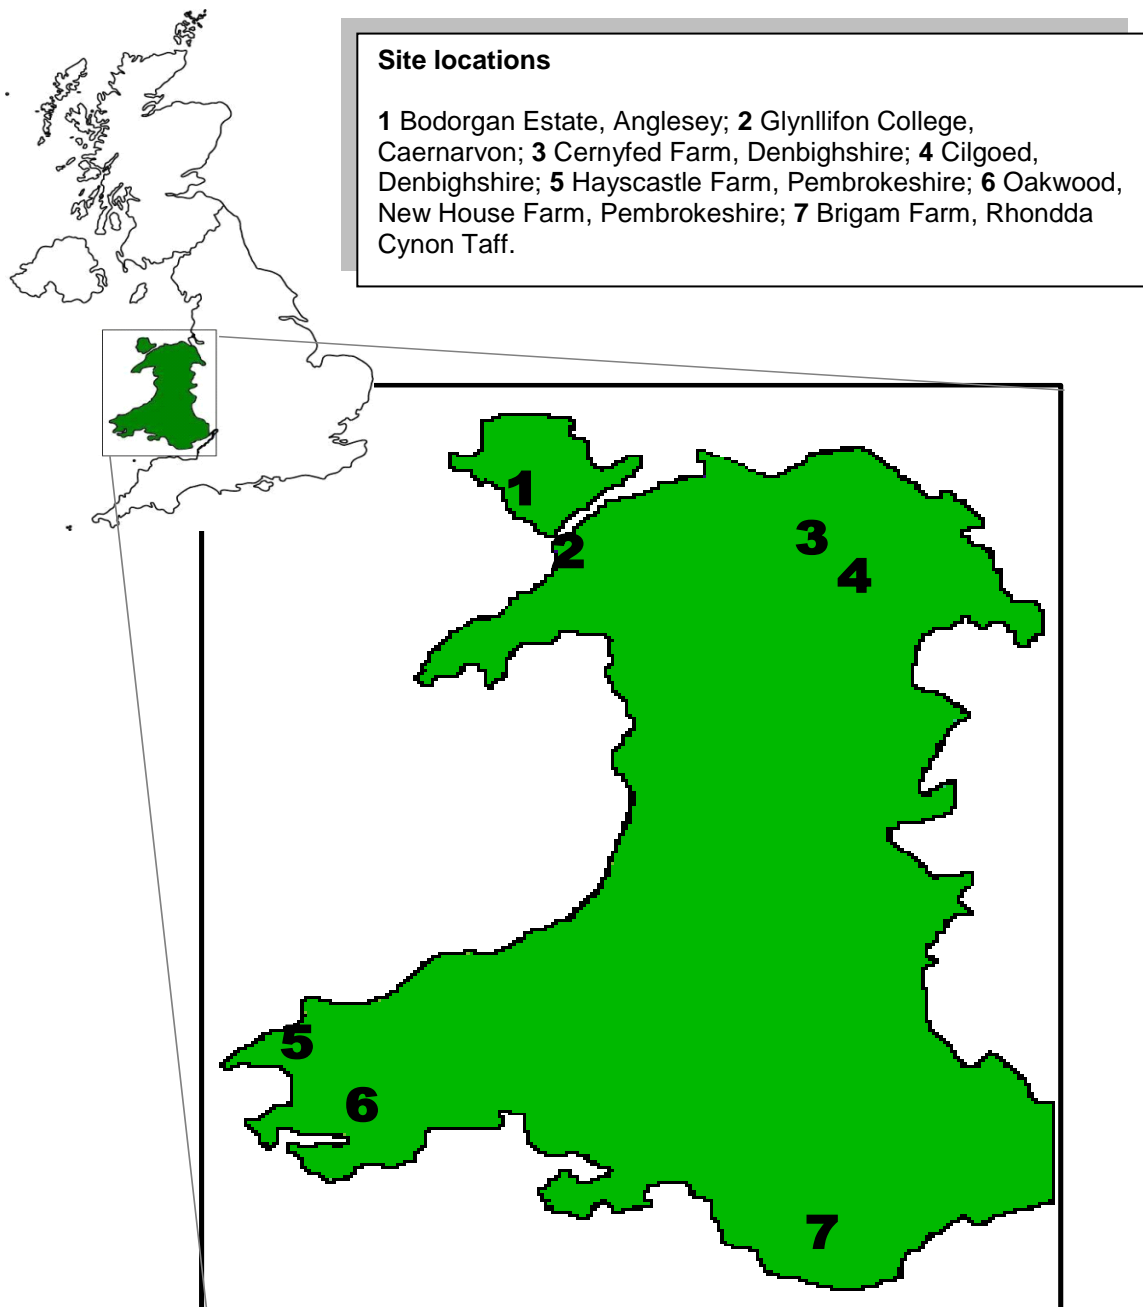 Site locations
1 Bodorgan Estate, Anglesey; 2 Glynllifon College,
Caernarvon; 3 Cernyfed Farm, Denbighshire; 4 Cilgoed,
Denbighshire; 5 Hayscastle Farm, Pembrokeshire; 6 Oakwood,
New House Farm, Pembrokeshire; 7 Brigam Farm, Rhondda
Cynon Taff.
1
2
3
4
5
6
7